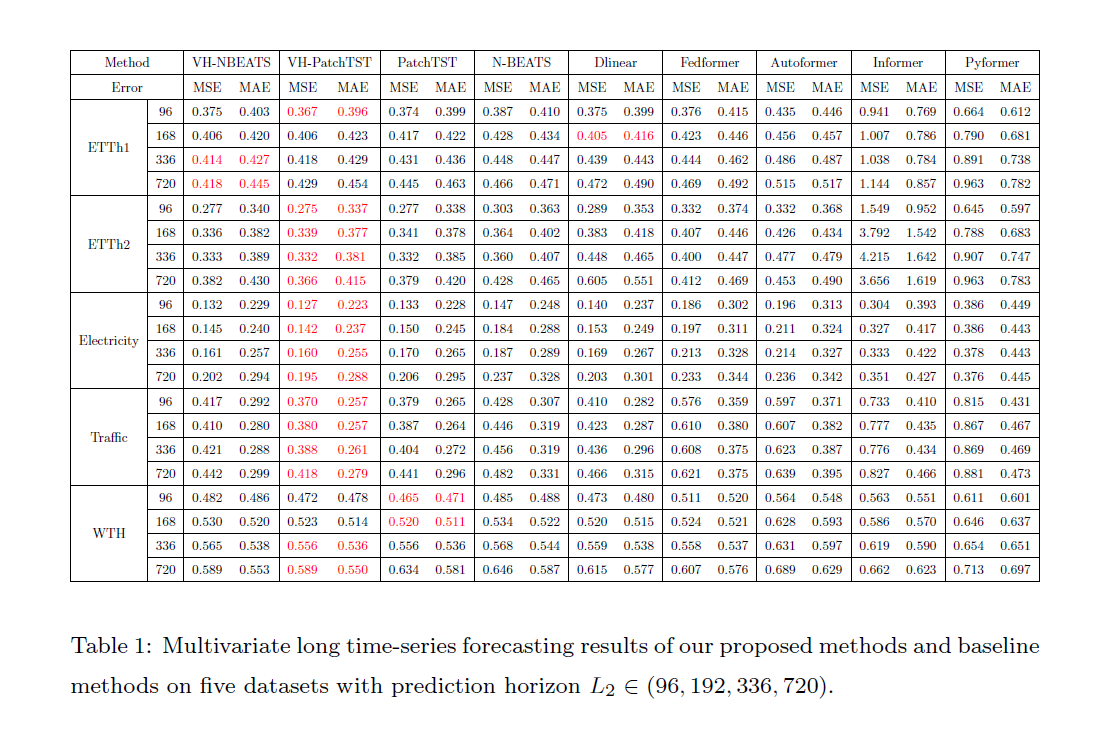 Method VH-NBEATS VH-PatchTST PatchTST N-BEATS Dlinear Fedformer Autoformer Informer Pyformer
Error MSE MAE MSE MAE MSE MAE MSE MAE MSE MAE MSE MAE MSE MAE MSE MAE MSE MAE
ETTh1
96 0.375 0.403 0.367 0.396 0.374 0.399 0.387 0.410 0.375 0.399 0.376 0.415 0.435 0.446 0.941 0.769 0.664 0.612
168 0.406 0.420 0.406 0.423 0.417 0.422 0.428 0.434 0.405 0.416 0.423 0.446 0.456 0.457 1.007 0.786 0.790 0.681
336 0.414 0.427 0.418 0.429 0.431 0.436 0.448 0.447 0.439 0.443 0.444 0.462 0.486 0.487 1.038 0.784 0.891 0.738
720 0.418 0.445 0.429 0.454 0.445 0.463 0.466 0.471 0.472 0.490 0.469 0.492 0.515 0.517 1.144 0.857 0.963 0.782
ETTh2
96 0.277 0.340 0.275 0.337 0.277 0.338 0.303 0.363 0.289 0.353 0.332 0.374 0.332 0.368 1.549 0.952 0.645 0.597
168 0.336 0.382 0.339 0.377 0.341 0.378 0.364 0.402 0.383 0.418 0.407 0.446 0.426 0.434 3.792 1.542 0.788 0.683
336 0.333 0.389 0.332 0.381 0.332 0.385 0.360 0.407 0.448 0.465 0.400 0.447 0.477 0.479 4.215 1.642 0.907 0.747
720 0.382 0.430 0.366 0.415 0.379 0.420 0.428 0.465 0.605 0.551 0.412 0.469 0.453 0.490 3.656 1.619 0.963 0.783
Electricity
96 0.132 0.229 0.127 0.223 0.133 0.228 0.147 0.248 0.140 0.237 0.186 0.302 0.196 0.313 0.304 0.393 0.386 0.449
168 0.145 0.240 0.142 0.237 0.150 0.245 0.184 0.288 0.153 0.249 0.197 0.311 0.211 0.324 0.327 0.417 0.386 0.443
336 0.161 0.257 0.160 0.255 0.170 0.265 0.187 0.289 0.169 0.267 0.213 0.328 0.214 0.327 0.333 0.422 0.378 0.443
720 0.202 0.294 0.195 0.288 0.206 0.295 0.237 0.328 0.203 0.301 0.233 0.344 0.236 0.342 0.351 0.427 0.376 0.445
Traffic
96 0.417 0.292 0.370 0.257 0.379 0.265 0.428 0.307 0.410 0.282 0.576 0.359 0.597 0.371 0.733 0.410 0.815 0.431
168 0.410 0.280 0.380 0.257 0.387 0.264 0.446 0.319 0.423 0.287 0.610 0.380 0.607 0.382 0.777 0.435 0.867 0.467
336 0.421 0.288 0.388 0.261 0.404 0.272 0.456 0.319 0.436 0.296 0.608 0.375 0.623 0.387 0.776 0.434 0.869 0.469
720 0.442 0.299 0.418 0.279 0.441 0.296 0.482 0.331 0.466 0.315 0.621 0.375 0.639 0.395 0.827 0.466 0.881 0.473
WTH
96 0.482 0.486 0.472 0.478 0.465 0.471 0.485 0.488 0.473 0.480 0.511 0.520 0.564 0.548 0.563 0.551 0.611 0.601
168 0.530 0.520 0.523 0.514 0.520 0.511 0.534 0.522 0.520 0.515 0.524 0.521 0.628 0.593 0.586 0.570 0.646 0.637
336 0.565 0.538 0.556 0.536 0.556 0.536 0.568 0.544 0.559 0.538 0.558 0.537 0.631 0.597 0.619 0.590 0.654 0.651
720 0.589 0.553 0.589 0.550 0.634 0.581 0.646 0.587 0.615 0.577 0.607 0.576 0.689 0.629 0.662 0.623 0.713 0.697
Table 1: Multivariate long time-series forecasting results of our proposed methods and baseline
methods on five datasets with prediction horizon L₂ ∈ (96, 192, 336, 720).